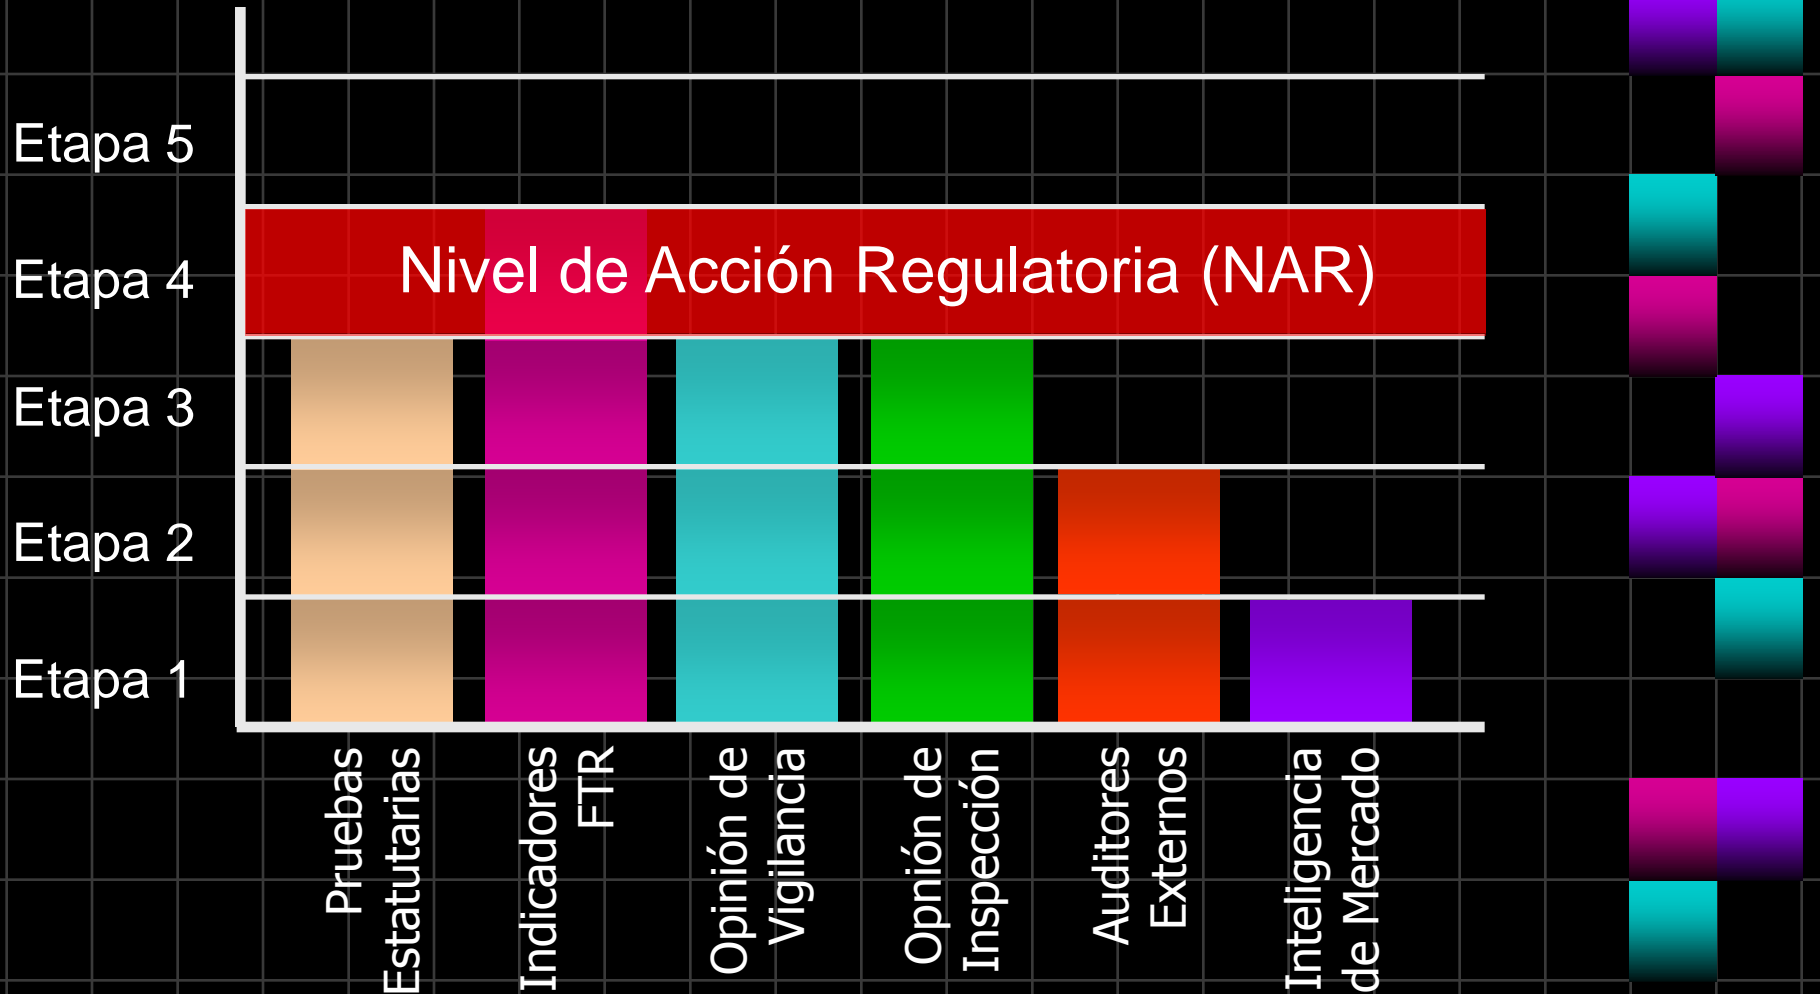 Etapa 5
Nivel de Acción Regulatoria (NAR)
Etapa 4
Etapa 3
Etapa 2
Etapa 1
Pruebas
Estatutarias
Indicadores
FTR
Opinión de
Vigilancia
Opnión de
Inspección
Auditores
Externos
Inteligencia
de Mercado